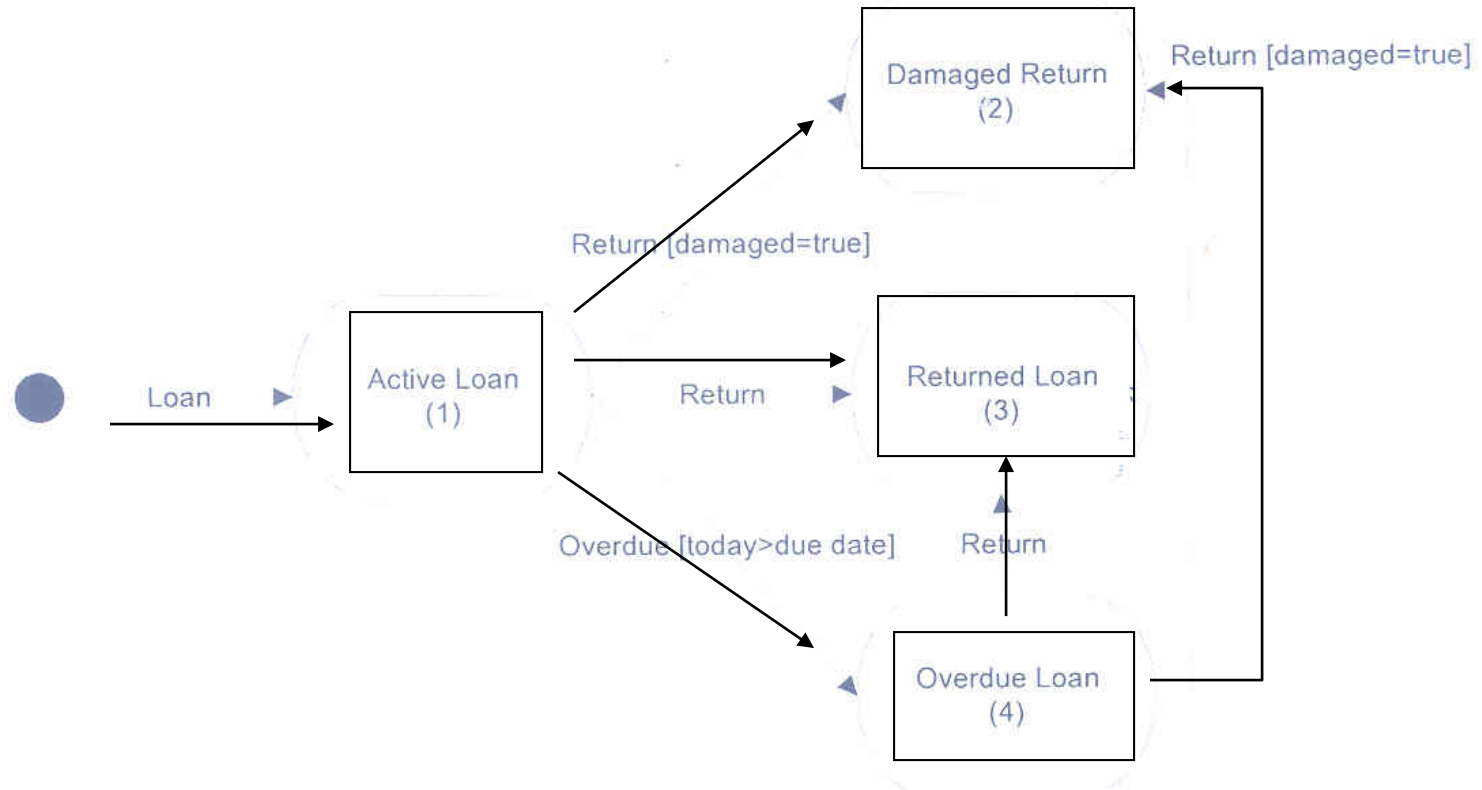 Return [damaged=true]
Damaged Return
(2)
Return [damaged=true]
Loan
Active Loan
(1)
Return
Returned Loan
(3)
Overdue [today>due date]
Return
Overdue Loan
(4)